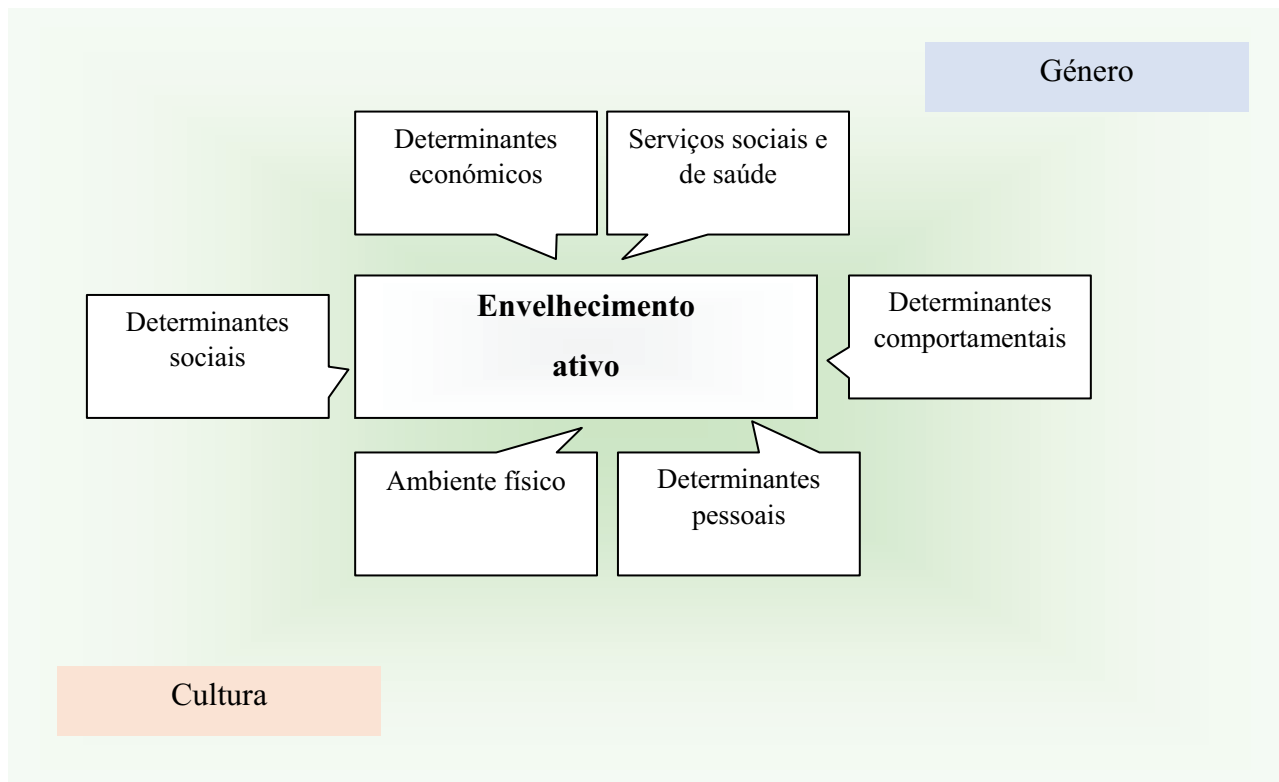 Género
Determinantes
económicos
Serviços sociais e
de saúde
Determinantes
sociais
Envelhecimento
ativo
Determinantes
comportamentais
Ambiente físico
Determinantes
pessoais
Cultura